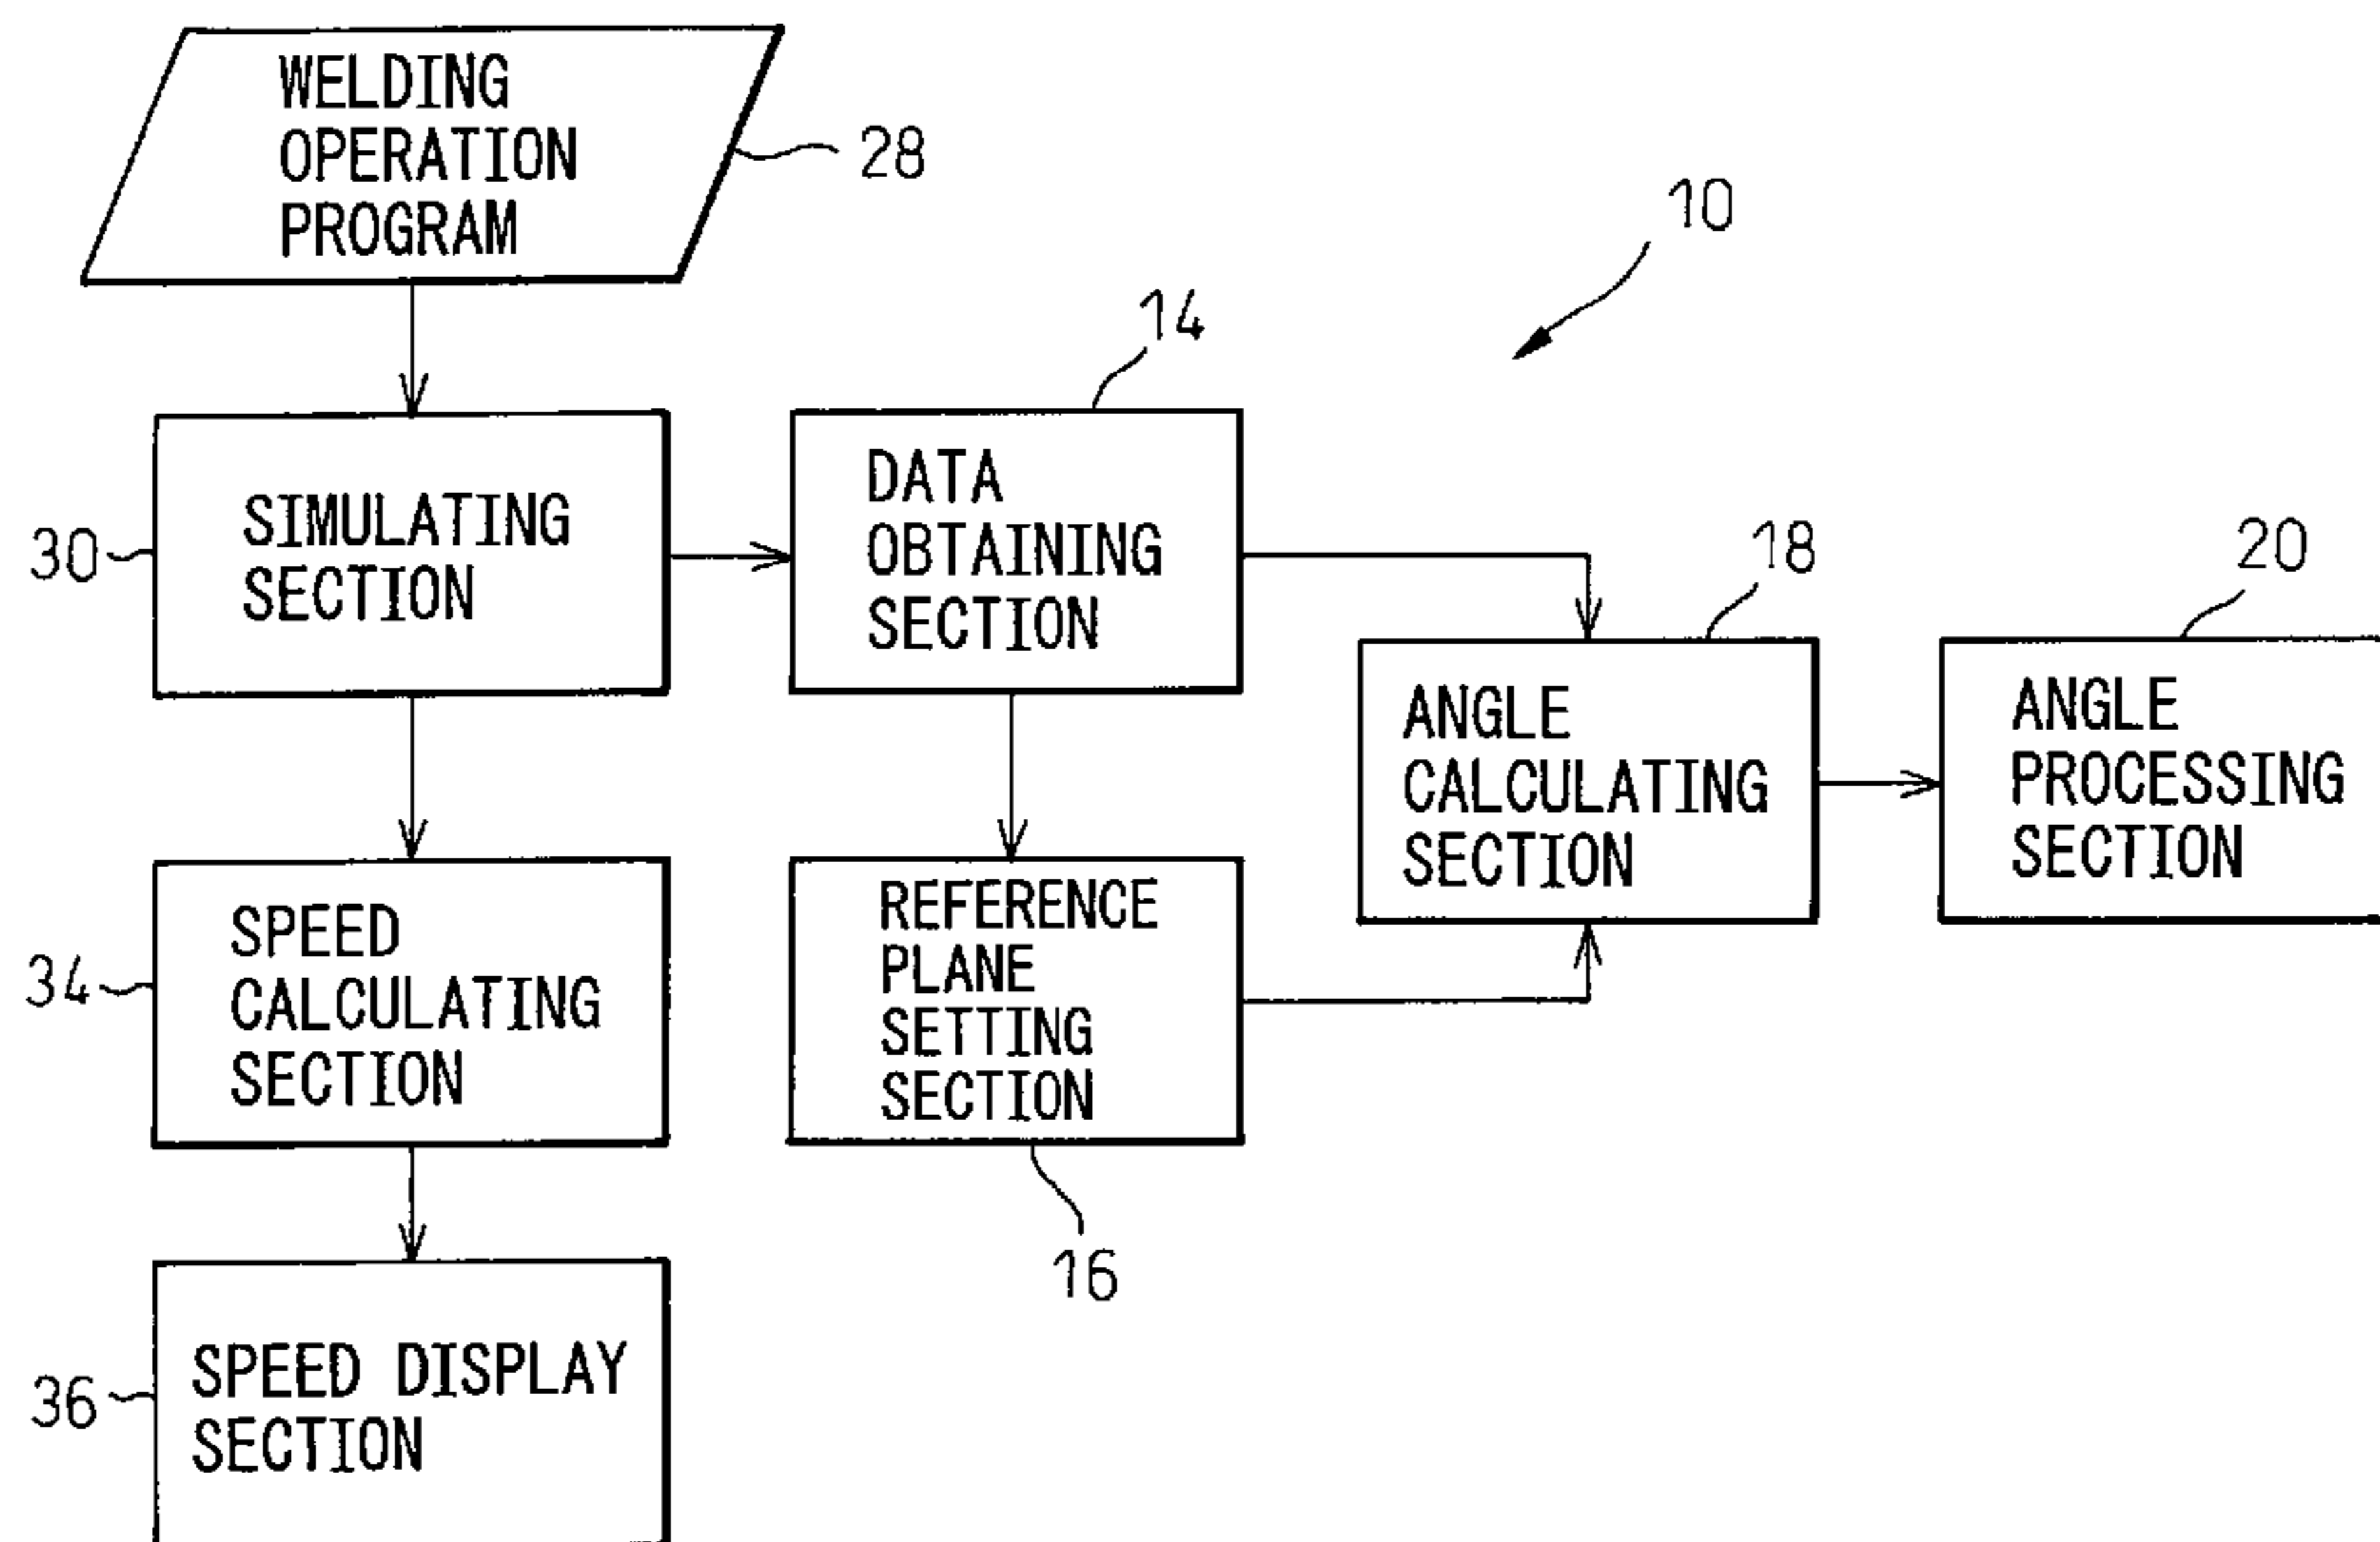 WELDING
OPERATION
PROGRAM
28
10
14
SIMULATING
SECTION
30
DATA
OBTAINING
SECTION
18
20
ANGLE
CALCULATING
SECTION
ANGLE
PROCESSING
SECTION
SPEED
CALCULATING
SECTION
34
REFERENCE
PLANE
SETTING
SECTION
16
SPEED DISPLAY
SECTION
36